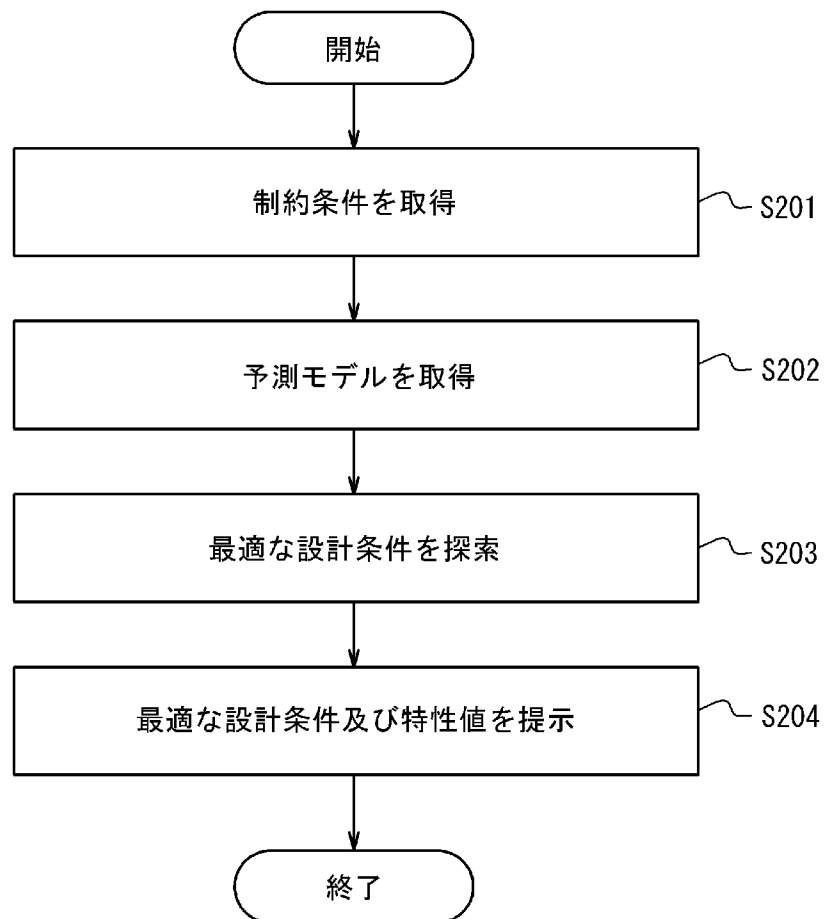 開始
制約条件を取得
S201
予測モデルを取得
S202
最適な設計条件を探索
S203
最適な設計条件及び特性値を提示
S204
終了